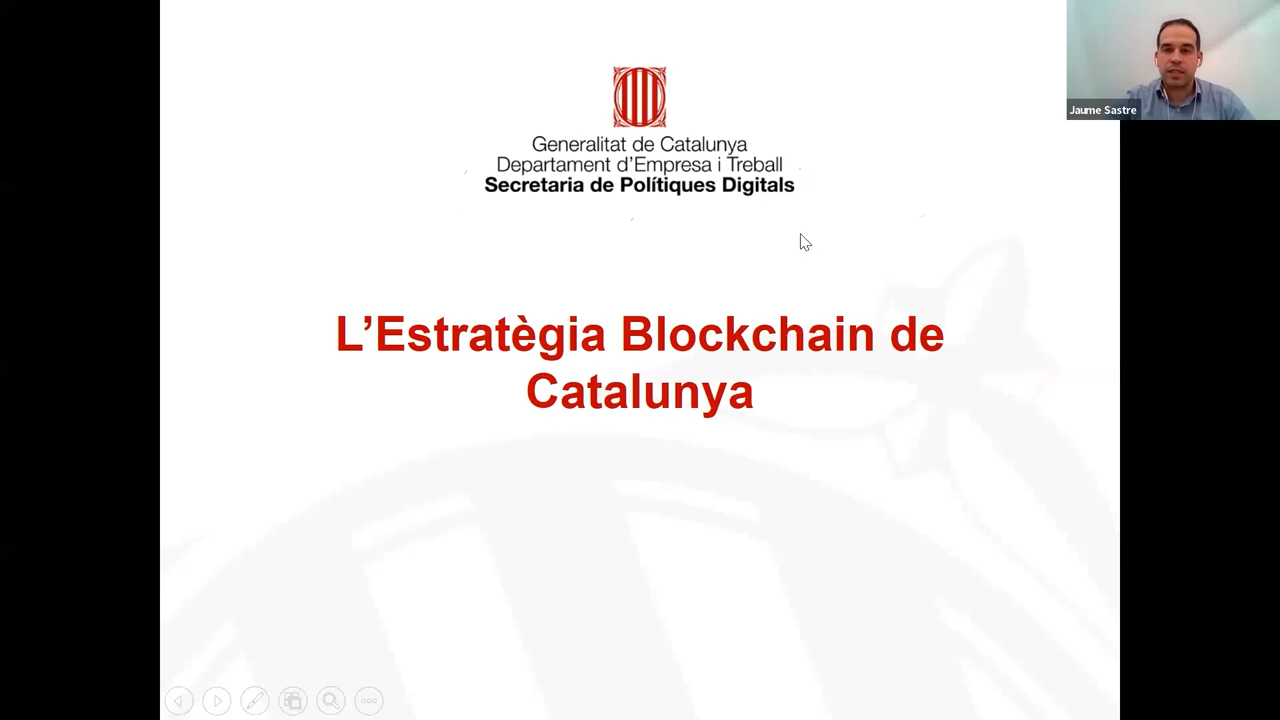 Generalitat de Catalunya
Departament d’Empresa i Treball
Secretaria de Polítiques Digitals
Jaume Sastre
L’Estratègia Blockchain de
Catalunya